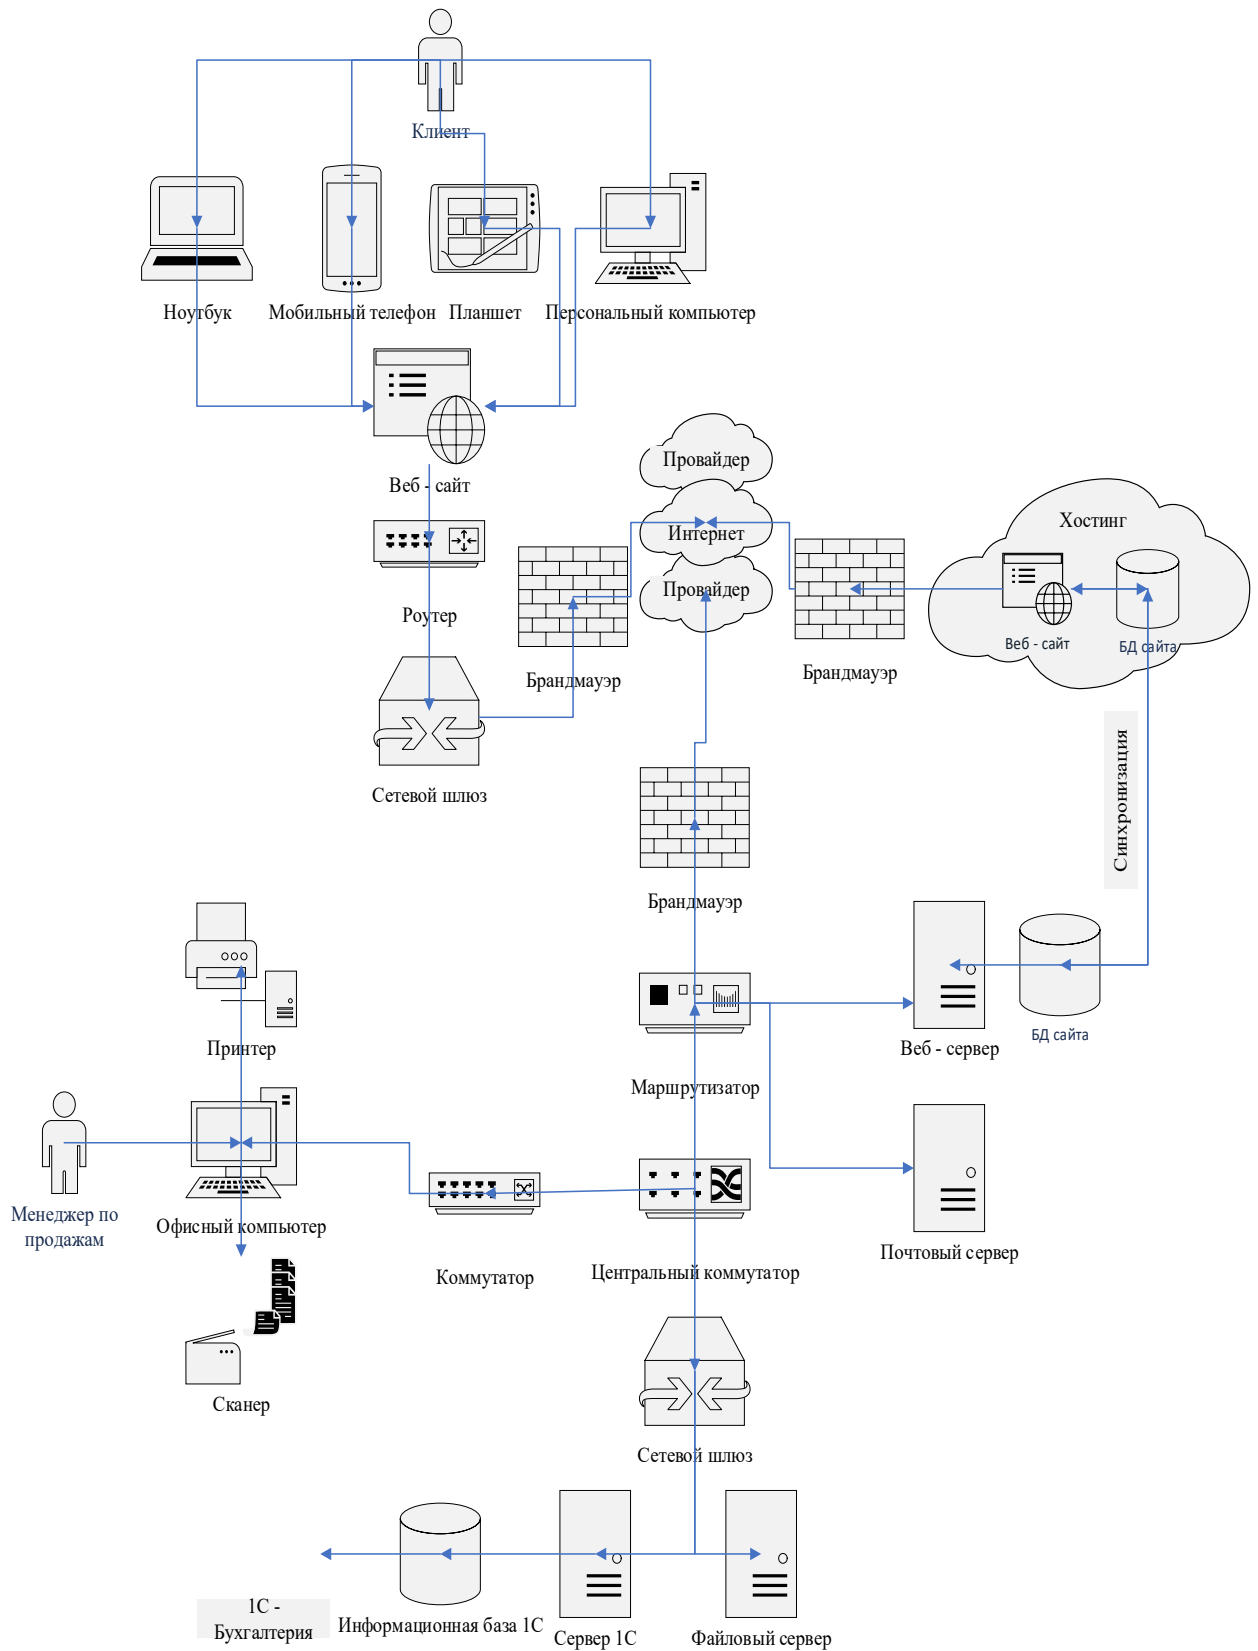 Клиент
Ноутбук
Мобильный телефон
Планшет
Персональный компьютер
Веб - сайт
Провайдер
Интернет
Провайдер
Хостинг
Веб - сайт
БД сайта
Роутер
Брандмауэр
Брандмауэр
Сетевой шлюз
Синхронизация
Брандмауэр
Принтер
Маршрутизатор
Веб - сервер
БД сайта
Менеджер по
продажам
Офисный компьютер
Коммутатор
Центральный коммутатор
Почтовый сервер
Сканер
Сетевой шлюз
1С -
Бухгалтерия
Информационная база 1С
Сервер 1С
Файловый сервер